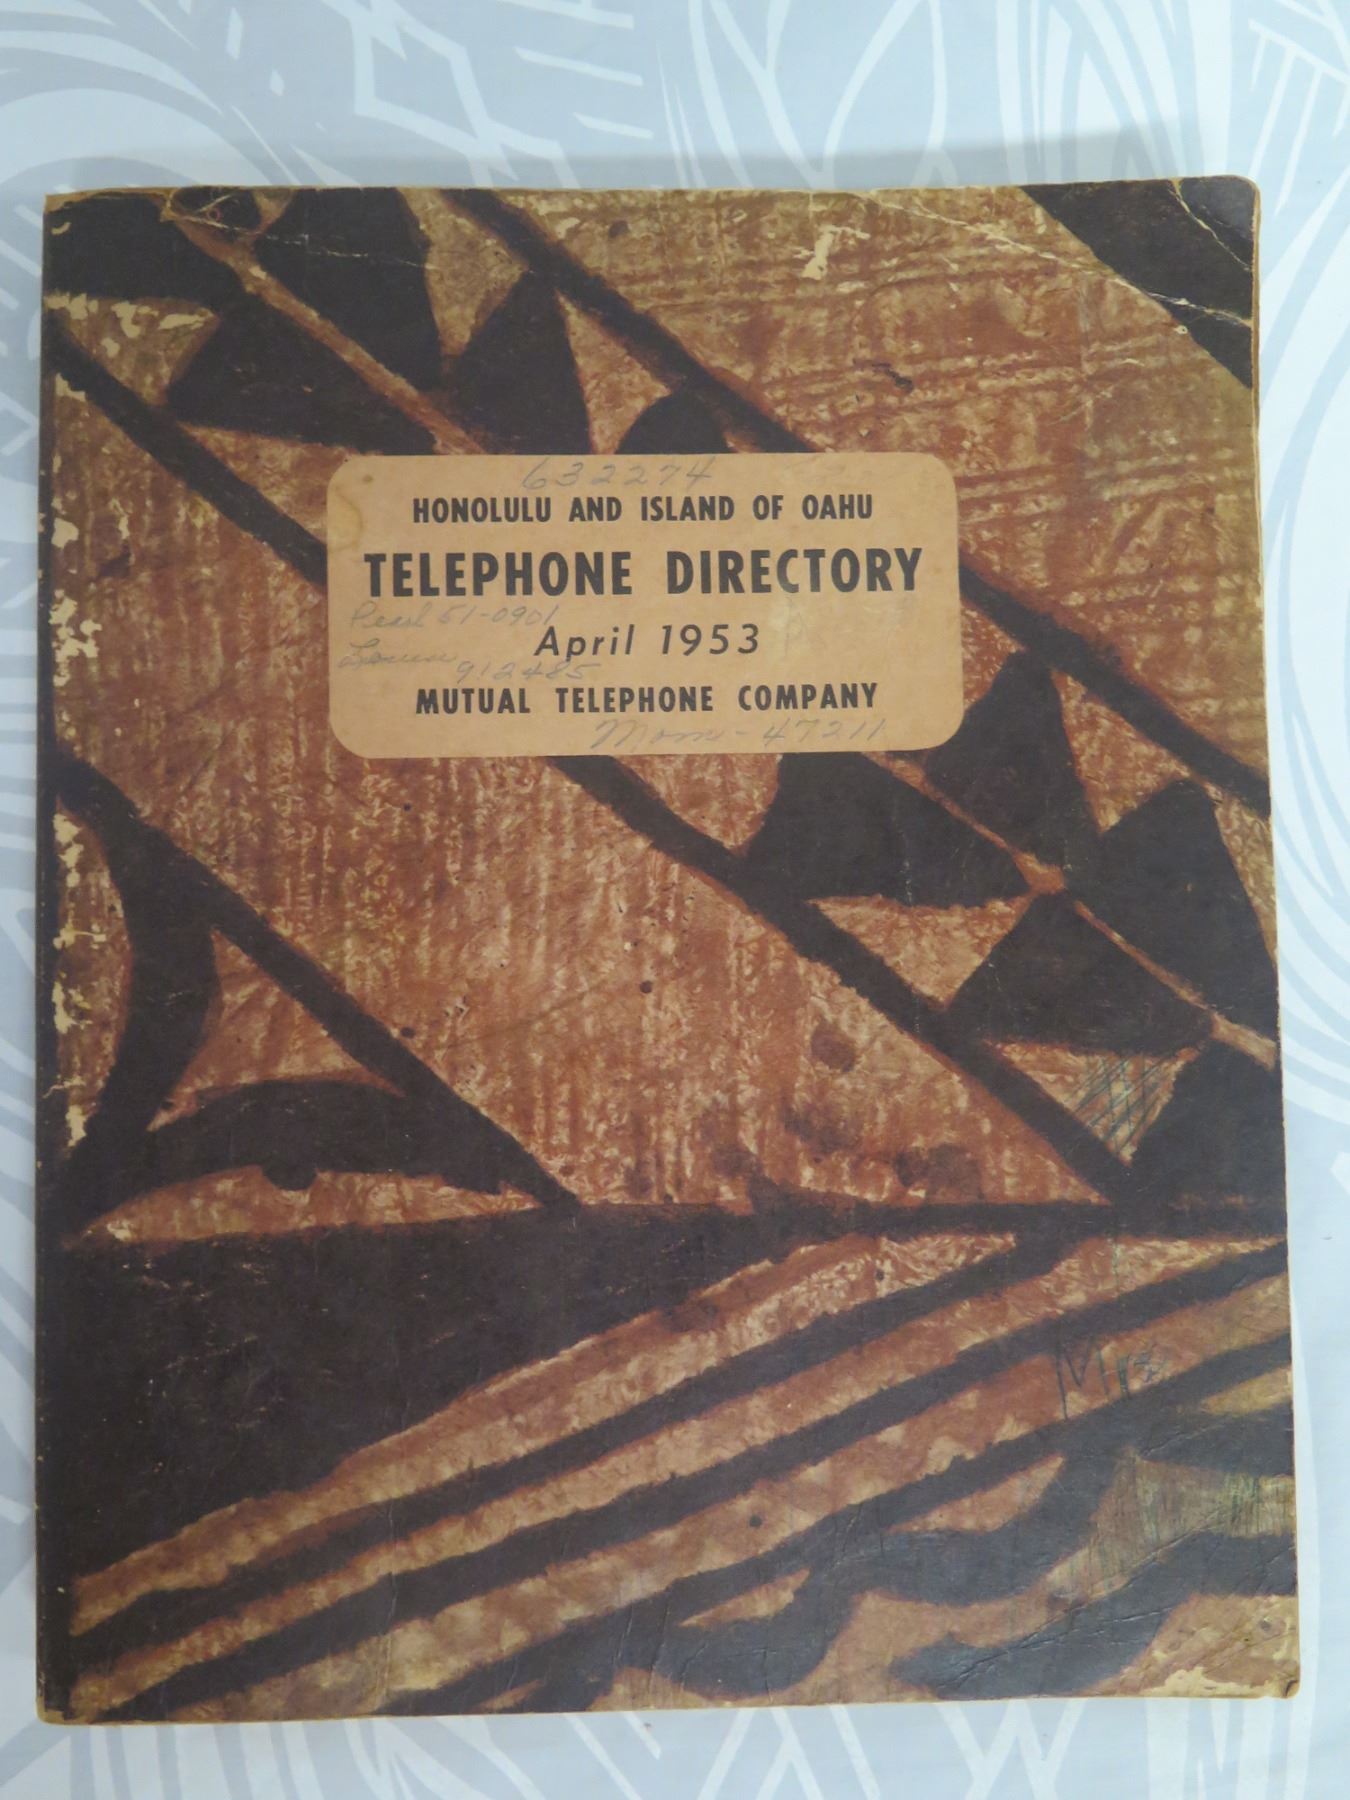 632274
HONOLULU AND ISLAND OF OAHU
TELEPHONE DIRECTORY
Pearl 51-0901
April 1953
912485
MUTUAL TELEPHONE COMPANY
Mom - 47211